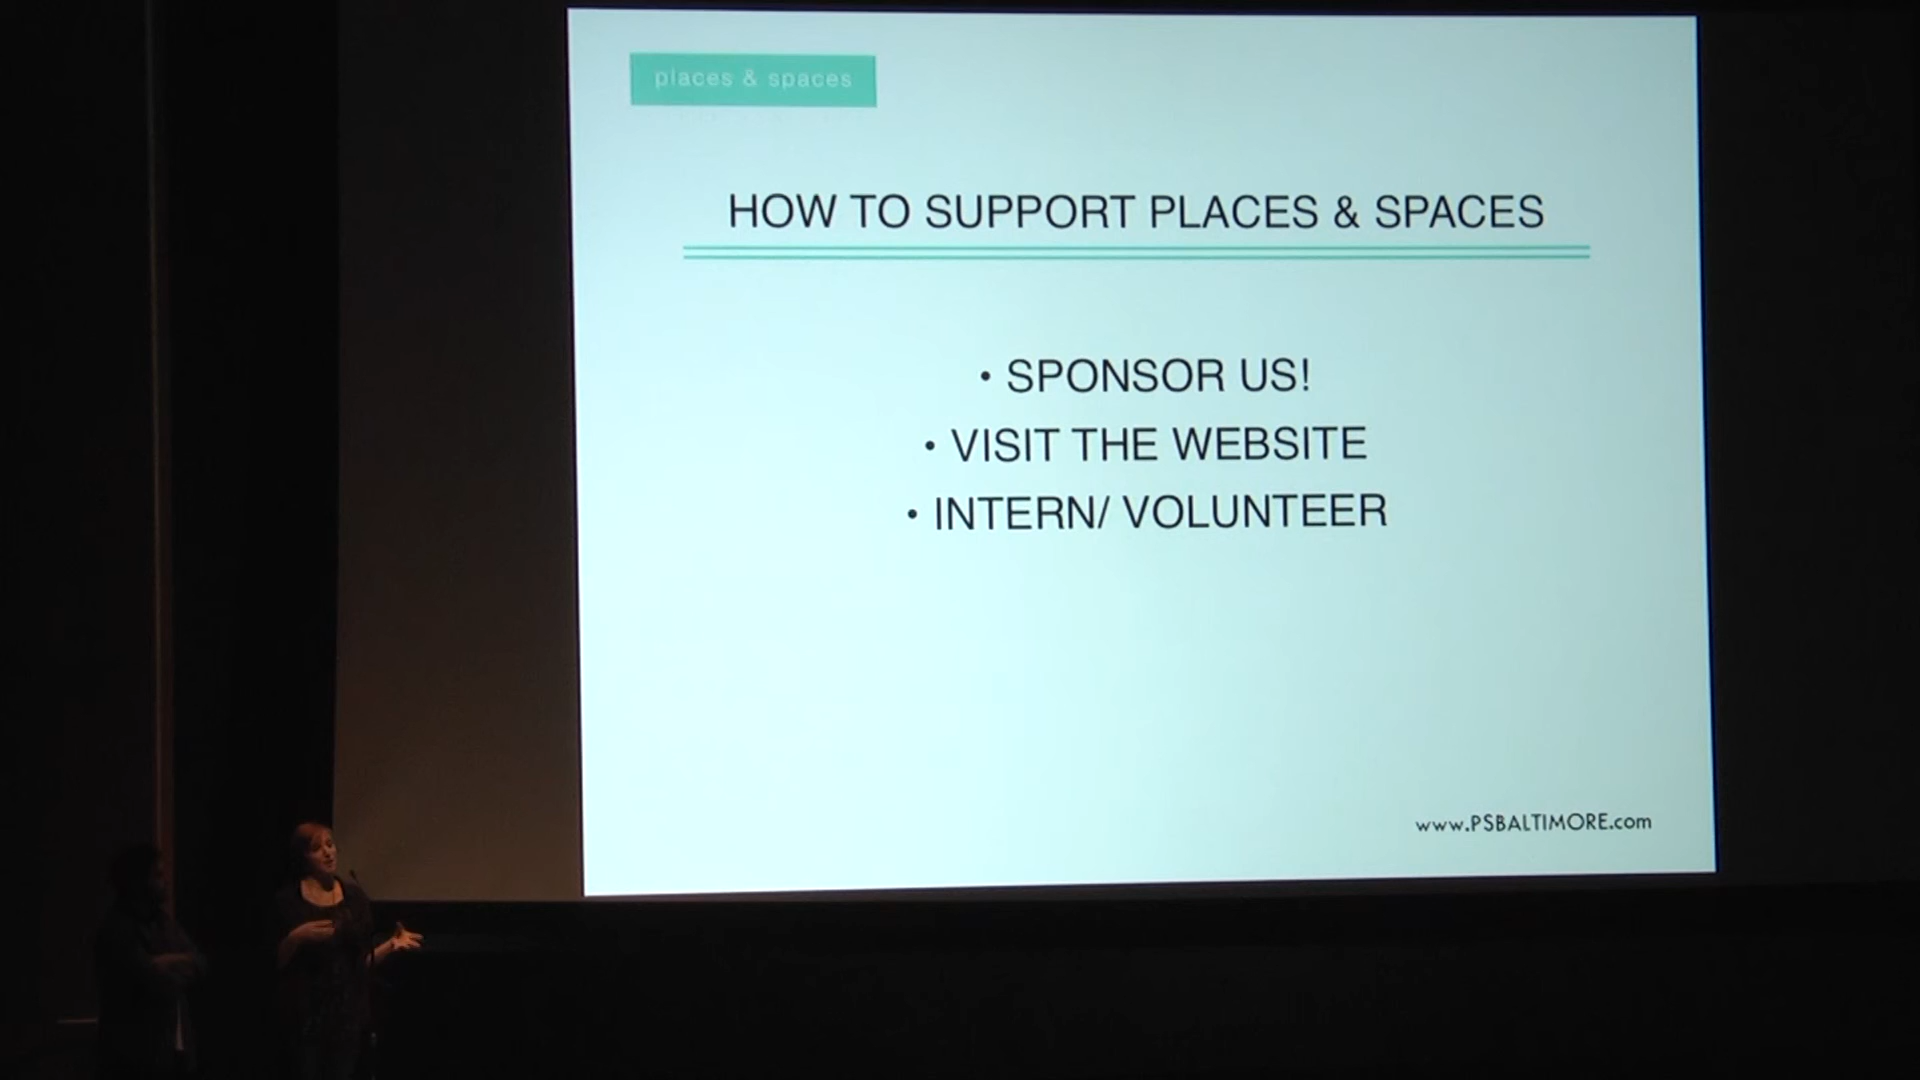 places & spaces
HOW TO SUPPORT PLACES & SPACES
• SPONSOR US!
• VISIT THE WEBSITE
• INTERN/ VOLUNTEER
www.PSBALTIMORE.com